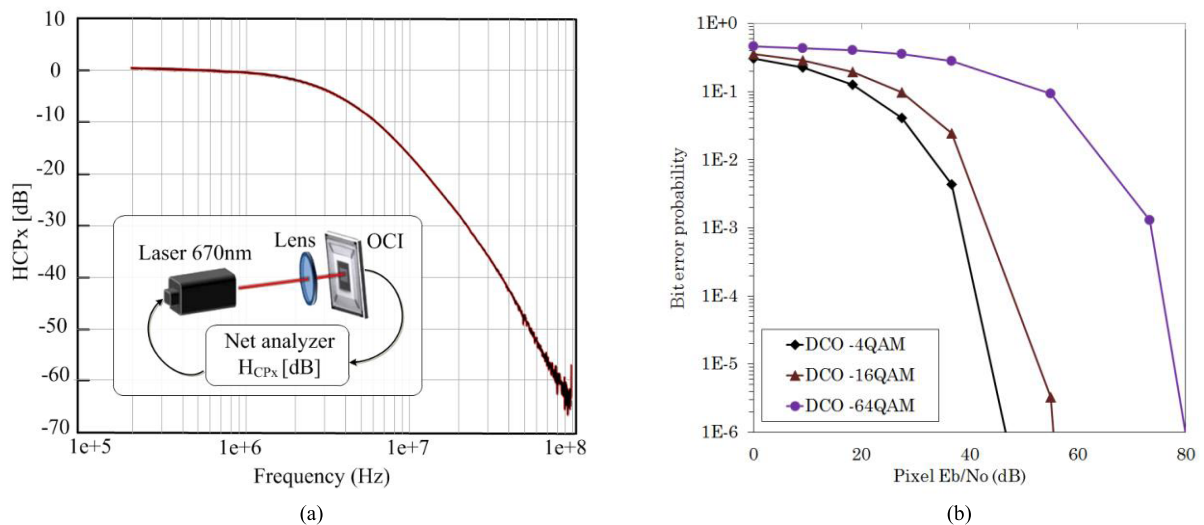 10
0
-10
-20
-30
-40
-50
-60
-70
HCPx [dB]
1e+5
1e+6
1e+7
1e+8
Frequency (Hz)
Laser 670nm
Lens
OCI
Net analyzer
HCPx [dB]
(a)
1E+0
1E-1
1E-2
1E-3
1E-4
1E-5
1E-6
Bit error probability
DCO -4QAM
DCO -16QAM
DCO -64QAM
0
20
40
60
80
Pixel Eb/No (dB)
(b)